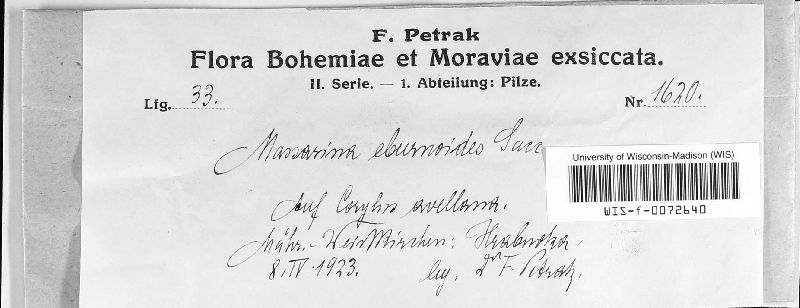 F. Petrak
Flora Bohemiae et Moraviae exsiccata.
II. Serie. — 1. Abteilung: Pilze.
Lfg. 33.
Nr. 1620.
Massarina eburnoides Sacc
University of Wisconsin-Madison (WIS)
WIS-f-0072640
Auf Corylus avellana.
Mähr.-Weisskirchen: Hrabuvka.
8. IV. 1923. leg. Dr F. Petrak.